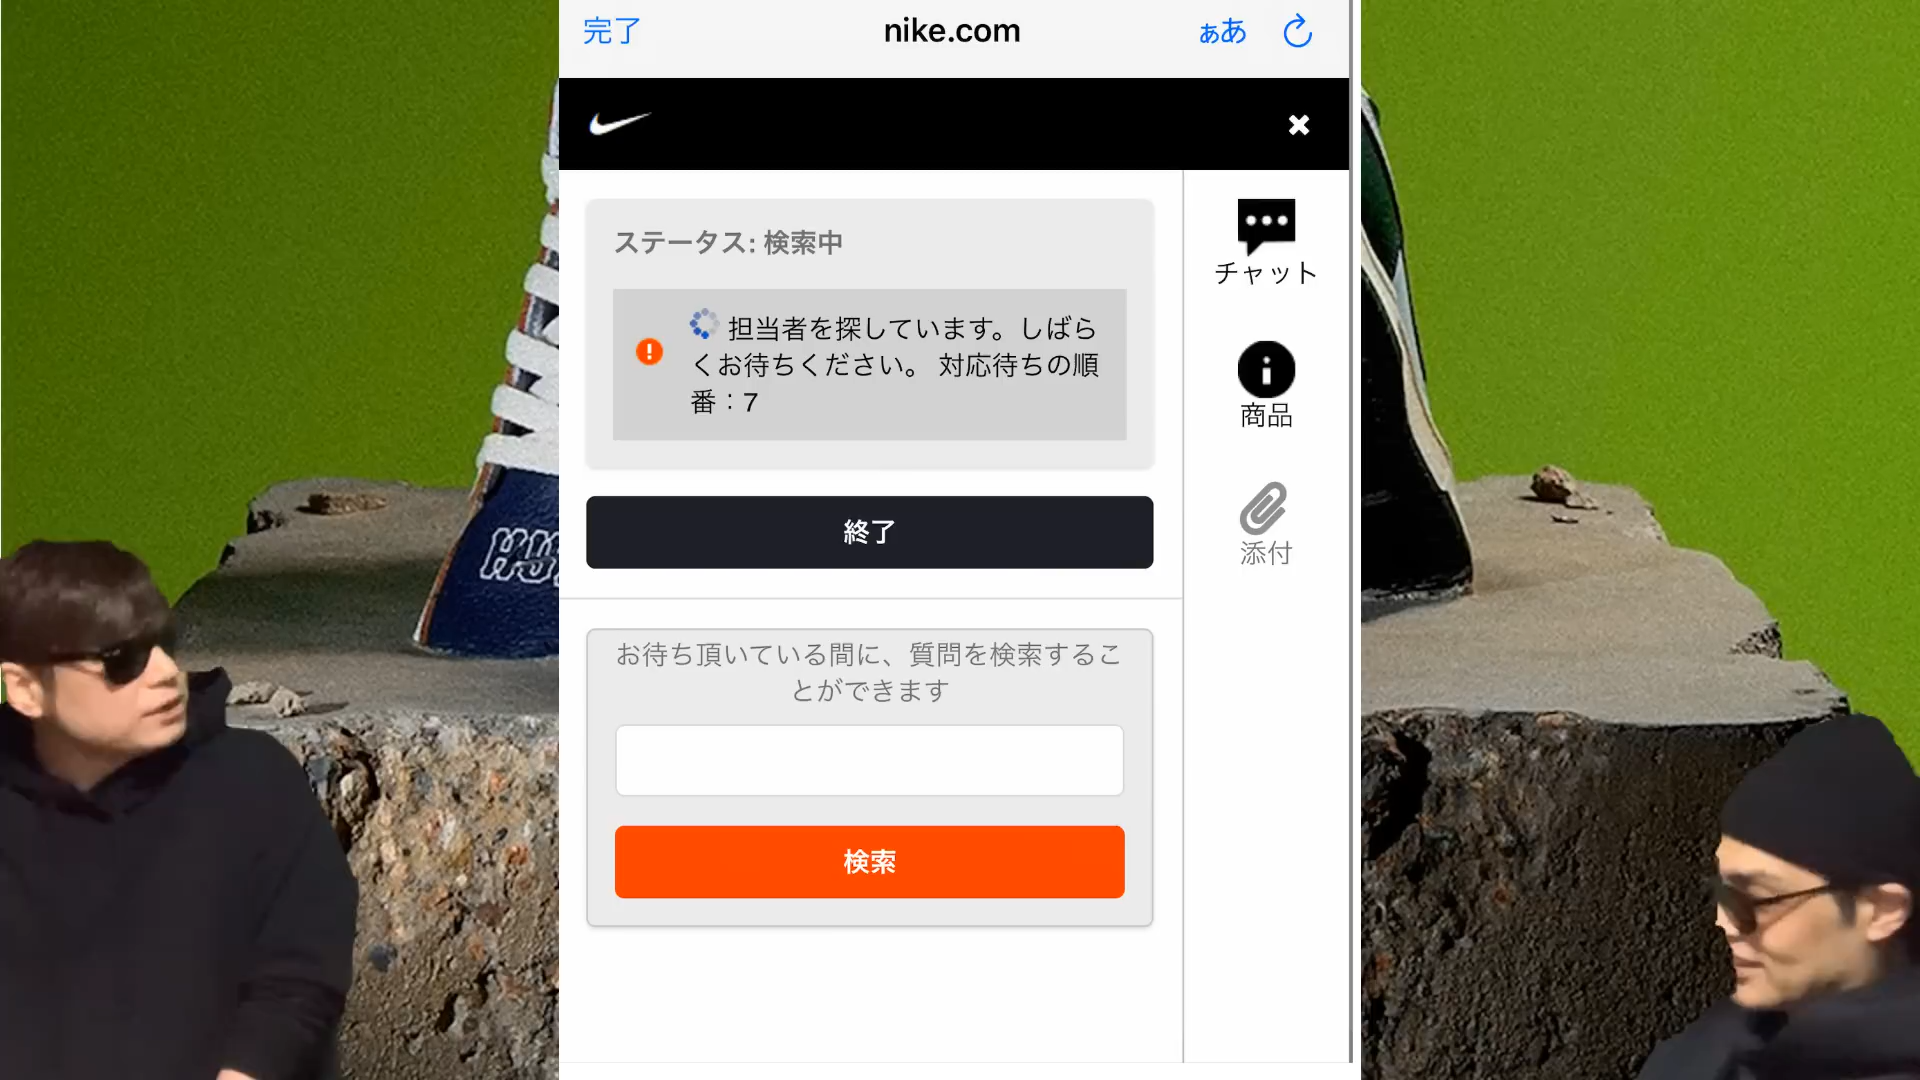 完了
nike.com
ぁあ
ステータス: 検索中
担当者を探しています。しばら
くお待ちください。 対応待ちの順
番：7
終了
お待ち頂いている間に、質問を検索するこ
とができます
検索
チャット
商品
添付